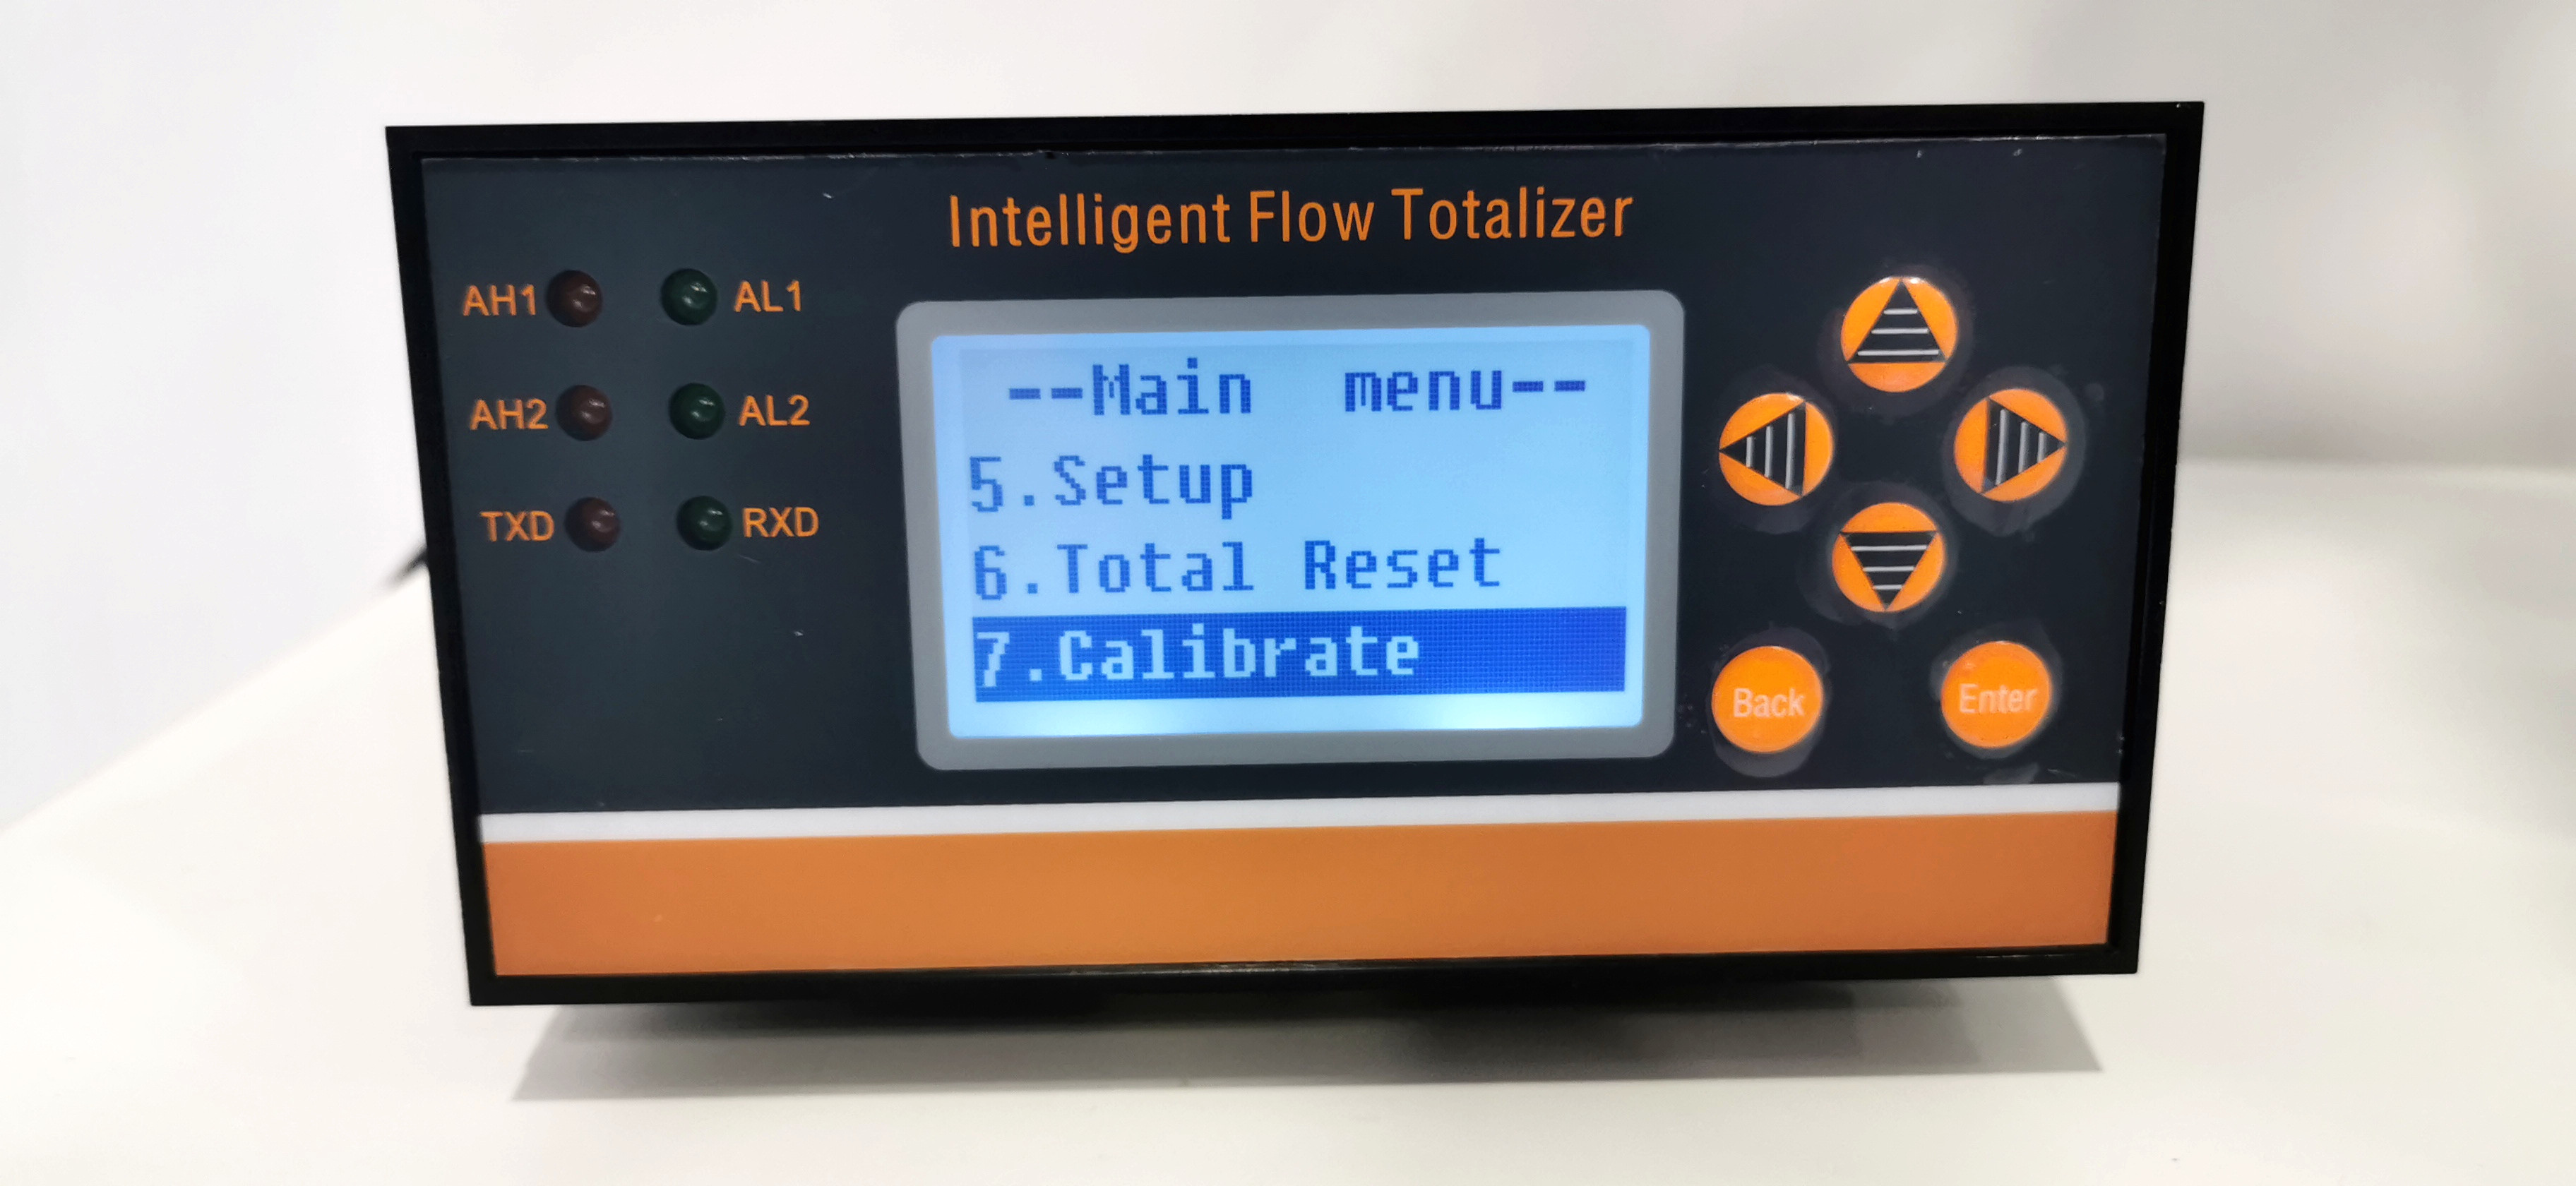 Intelligent Flow Totalizer
AH1 AL1
AH2 AL2
TXD RXD
--Main menu--
5.Setup
6.Total Reset
7.Calibrate
Back Enter